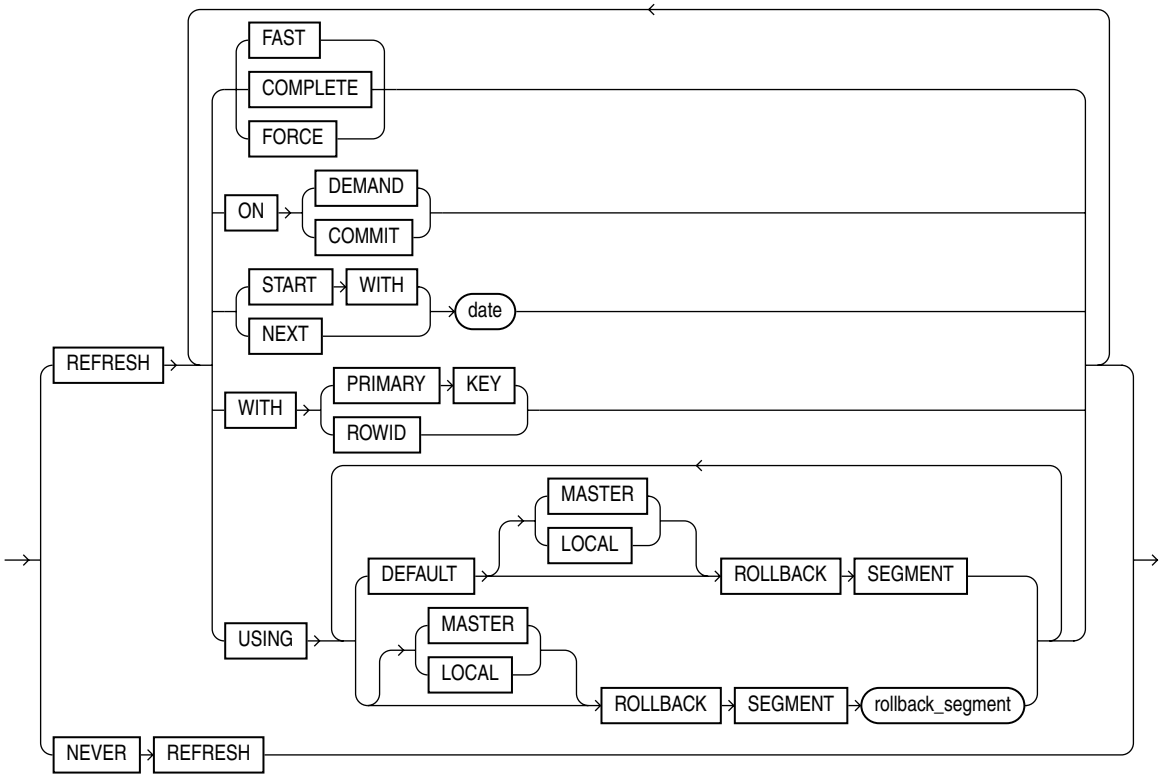 FAST
COMPLETE
FORCE
ON
DEMAND
COMMIT
START WITH
NEXT
date
REFRESH
WITH
PRIMARY KEY
ROWID
USING
DEFAULT
MASTER
LOCAL
ROLLBACK SEGMENT
MASTER
LOCAL
ROLLBACK SEGMENT rollback_segment
NEVER REFRESH